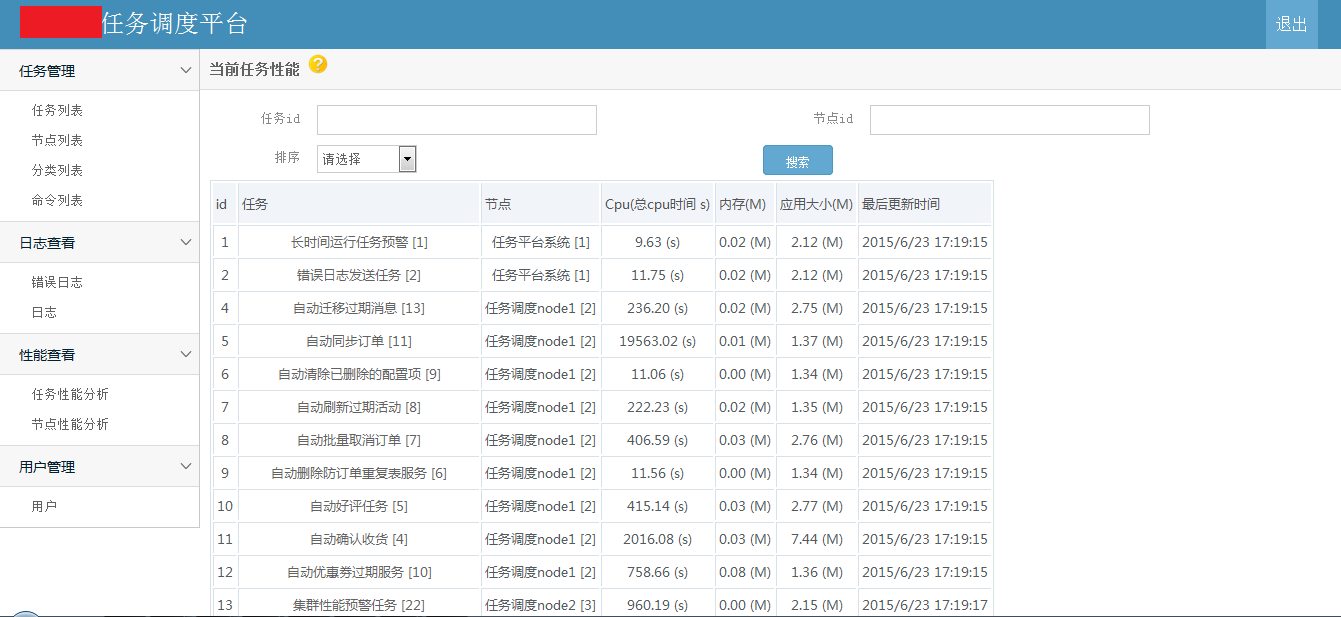 任务调度平台 退出
任务管理
任务列表
节点列表
分类列表
命令列表
日志查看
错误日志
日志
性能查看
任务性能分析
节点性能分析
用户管理
用户
当前任务性能 ?
任务id 节点id
排序 请选择 搜索
id 任务 节点 Cpu(总cpu时间 s) 内存(M) 应用大小(M) 最后更新时间
1 长时间运行任务预警 [1] 任务平台系统 [1] 9.63 (s) 0.02 (M) 2.12 (M) 2015/6/23 17:19:15
2 错误日志发送任务 [2] 任务平台系统 [1] 11.75 (s) 0.02 (M) 2.12 (M) 2015/6/23 17:19:15
4 自动迁移过期消息 [13] 任务调度node1 [2] 236.20 (s) 0.02 (M) 2.75 (M) 2015/6/23 17:19:15
5 自动同步订单 [11] 任务调度node1 [2] 19563.02 (s) 0.01 (M) 1.37 (M) 2015/6/23 17:19:15
6 自动清除已删除的配置项 [9] 任务调度node1 [2] 11.06 (s) 0.00 (M) 1.34 (M) 2015/6/23 17:19:15
7 自动刷新过期活动 [8] 任务调度node1 [2] 222.23 (s) 0.02 (M) 1.35 (M) 2015/6/23 17:19:15
8 自动批量取消订单 [7] 任务调度node1 [2] 406.59 (s) 0.03 (M) 2.76 (M) 2015/6/23 17:19:15
9 自动删除防订单重复表服务 [6] 任务调度node1 [2] 11.56 (s) 0.00 (M) 1.34 (M) 2015/6/23 17:19:15
10 自动好评任务 [5] 任务调度node1 [2] 415.14 (s) 0.03 (M) 2.77 (M) 2015/6/23 17:19:15
11 自动确认收货 [4] 任务调度node1 [2] 2016.08 (s) 0.03 (M) 7.44 (M) 2015/6/23 17:19:15
12 自动优惠券过期服务 [10] 任务调度node1 [2] 758.66 (s) 0.08 (M) 1.36 (M) 2015/6/23 17:19:15
13 集群性能预警任务 [22] 任务调度node2 [3] 960.19 (s) 0.00 (M) 2.15 (M) 2015/6/23 17:19:17